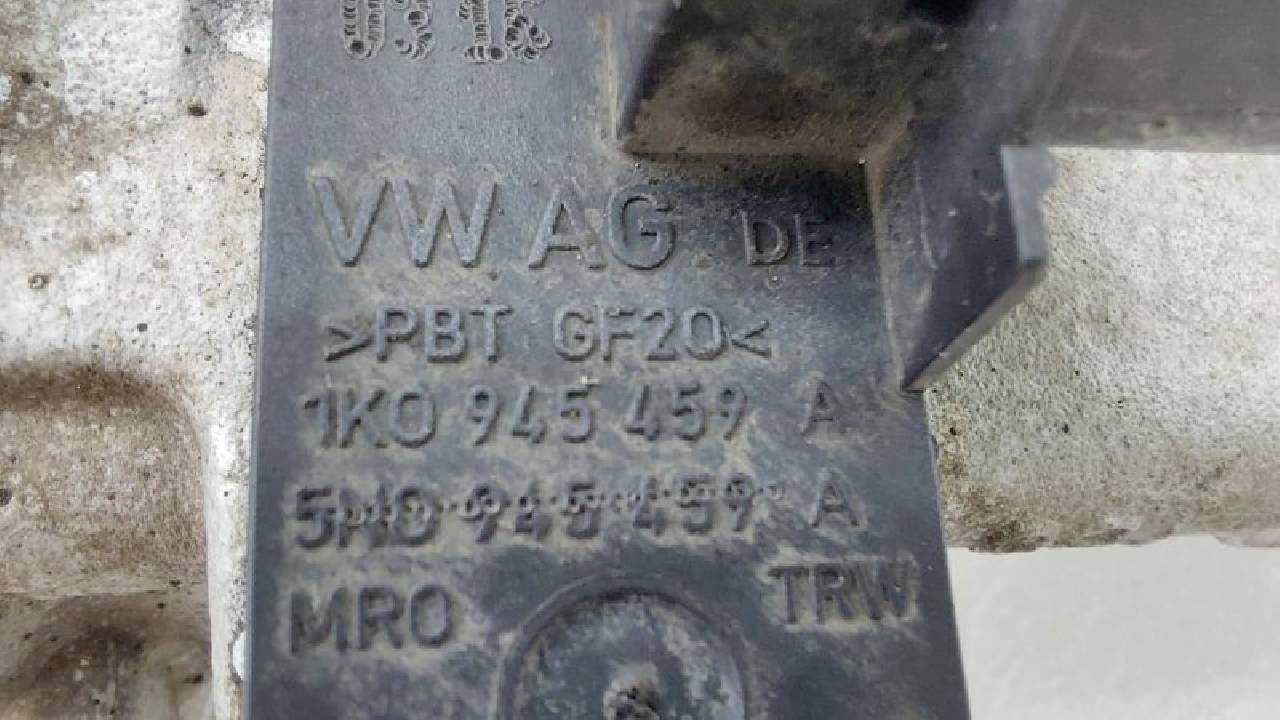 VW AG DE
>PBT GF20<
1K0 945 459 A
5M0 945 459 A
MRO TRW